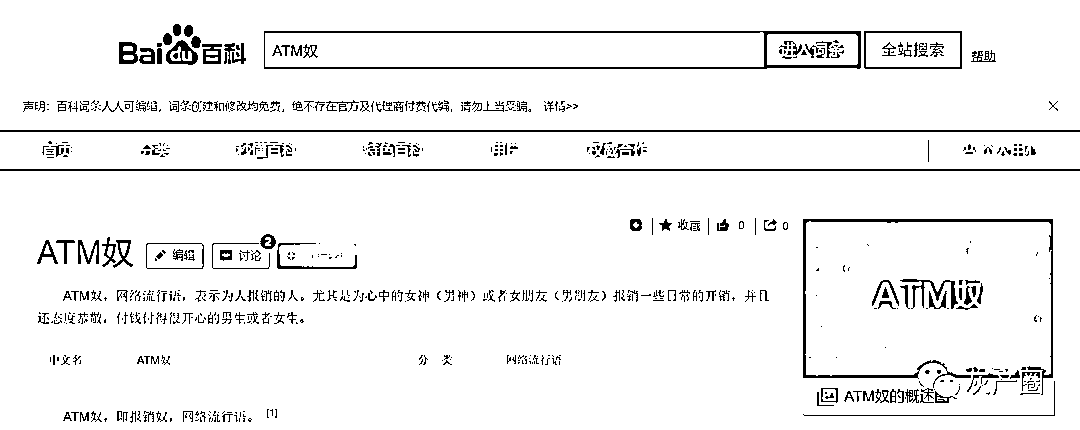 Baidu百科 ATM奴 进入词条 全站搜索 帮助
声明：百科词条人人可编辑，词条创建和修改均免费，绝不存在官方及代理商付费代编，请勿上当受骗。 详情>>
首页 分类 秒懂百科 特色百科 用户 权威合作
收藏 0 0
ATM奴 编辑 讨论 2
ATM奴
ATM奴，网络流行语，表示为人报销的人。尤其是为心中的女神（男神）或者女朋友（男朋友）报销一些日常的开销，并且
还态度恭敬，付钱付得很开心的男生或者女生。
中文名 ATM奴 分 类 网络流行语
灰产圈
ATM奴的概述图
ATM奴，即报销奴，网络流行语。 [1]